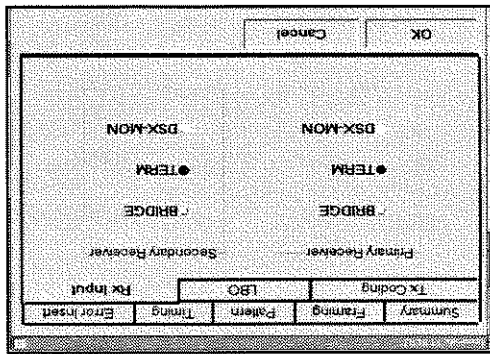 Summary Framing Pattern Timing Error Insert
Tx Coding LBO Rx Input
Primary Receiver Secondary Receiver
BRIDGE BRIDGE
TERM TERM
DSX-MON DSX-MON
OK Cancel